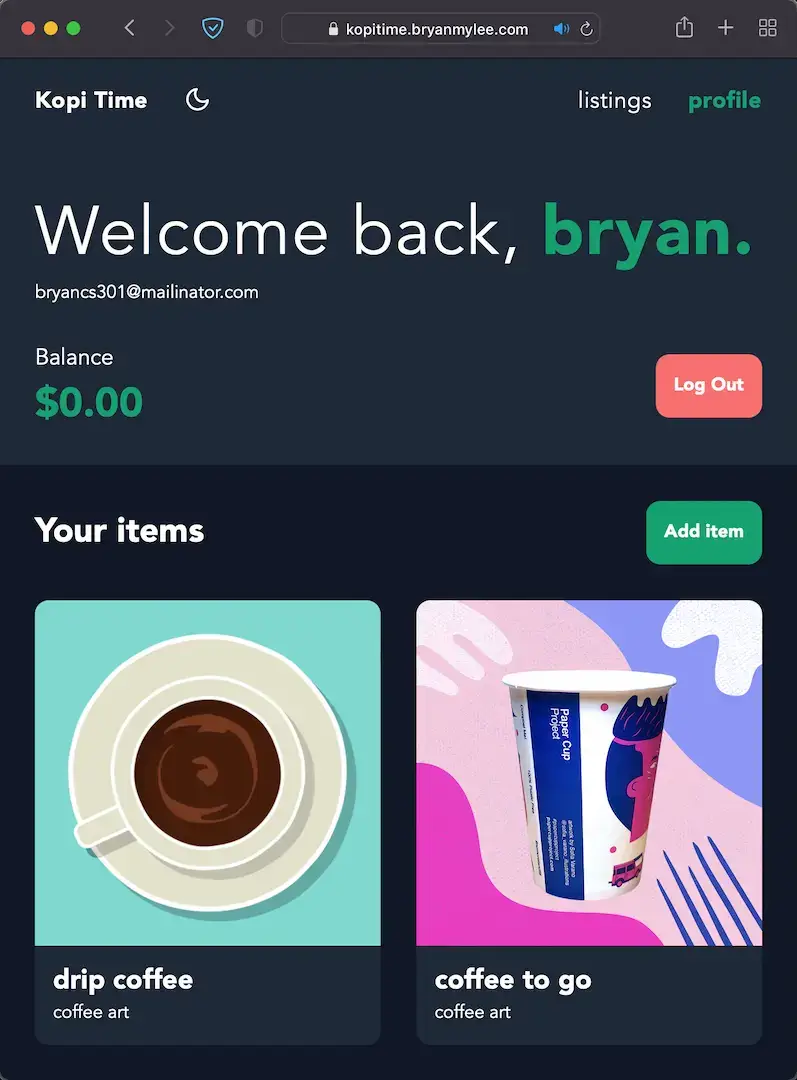 kopitime.bryanmylee.com
Kopi Time
listings
profile
Welcome back, bryan.
bryancs301@mailinator.com
Balance
$0.00
Log Out
Your items
Add item
Paper Cup
Project
drip coffee
coffee art
coffee to go
coffee art